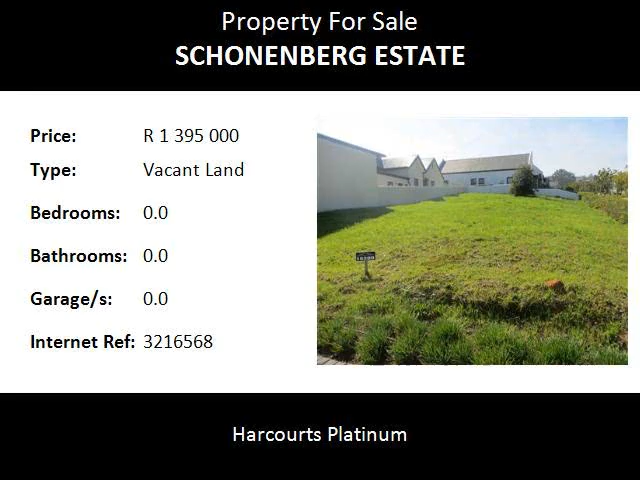 Property For Sale
SCHONENBERG ESTATE
Price: R 1 395 000
Type: Vacant Land
Bedrooms: 0.0
Bathrooms: 0.0
Garage/s: 0.0
Internet Ref: 3216568
Harcourts Platinum